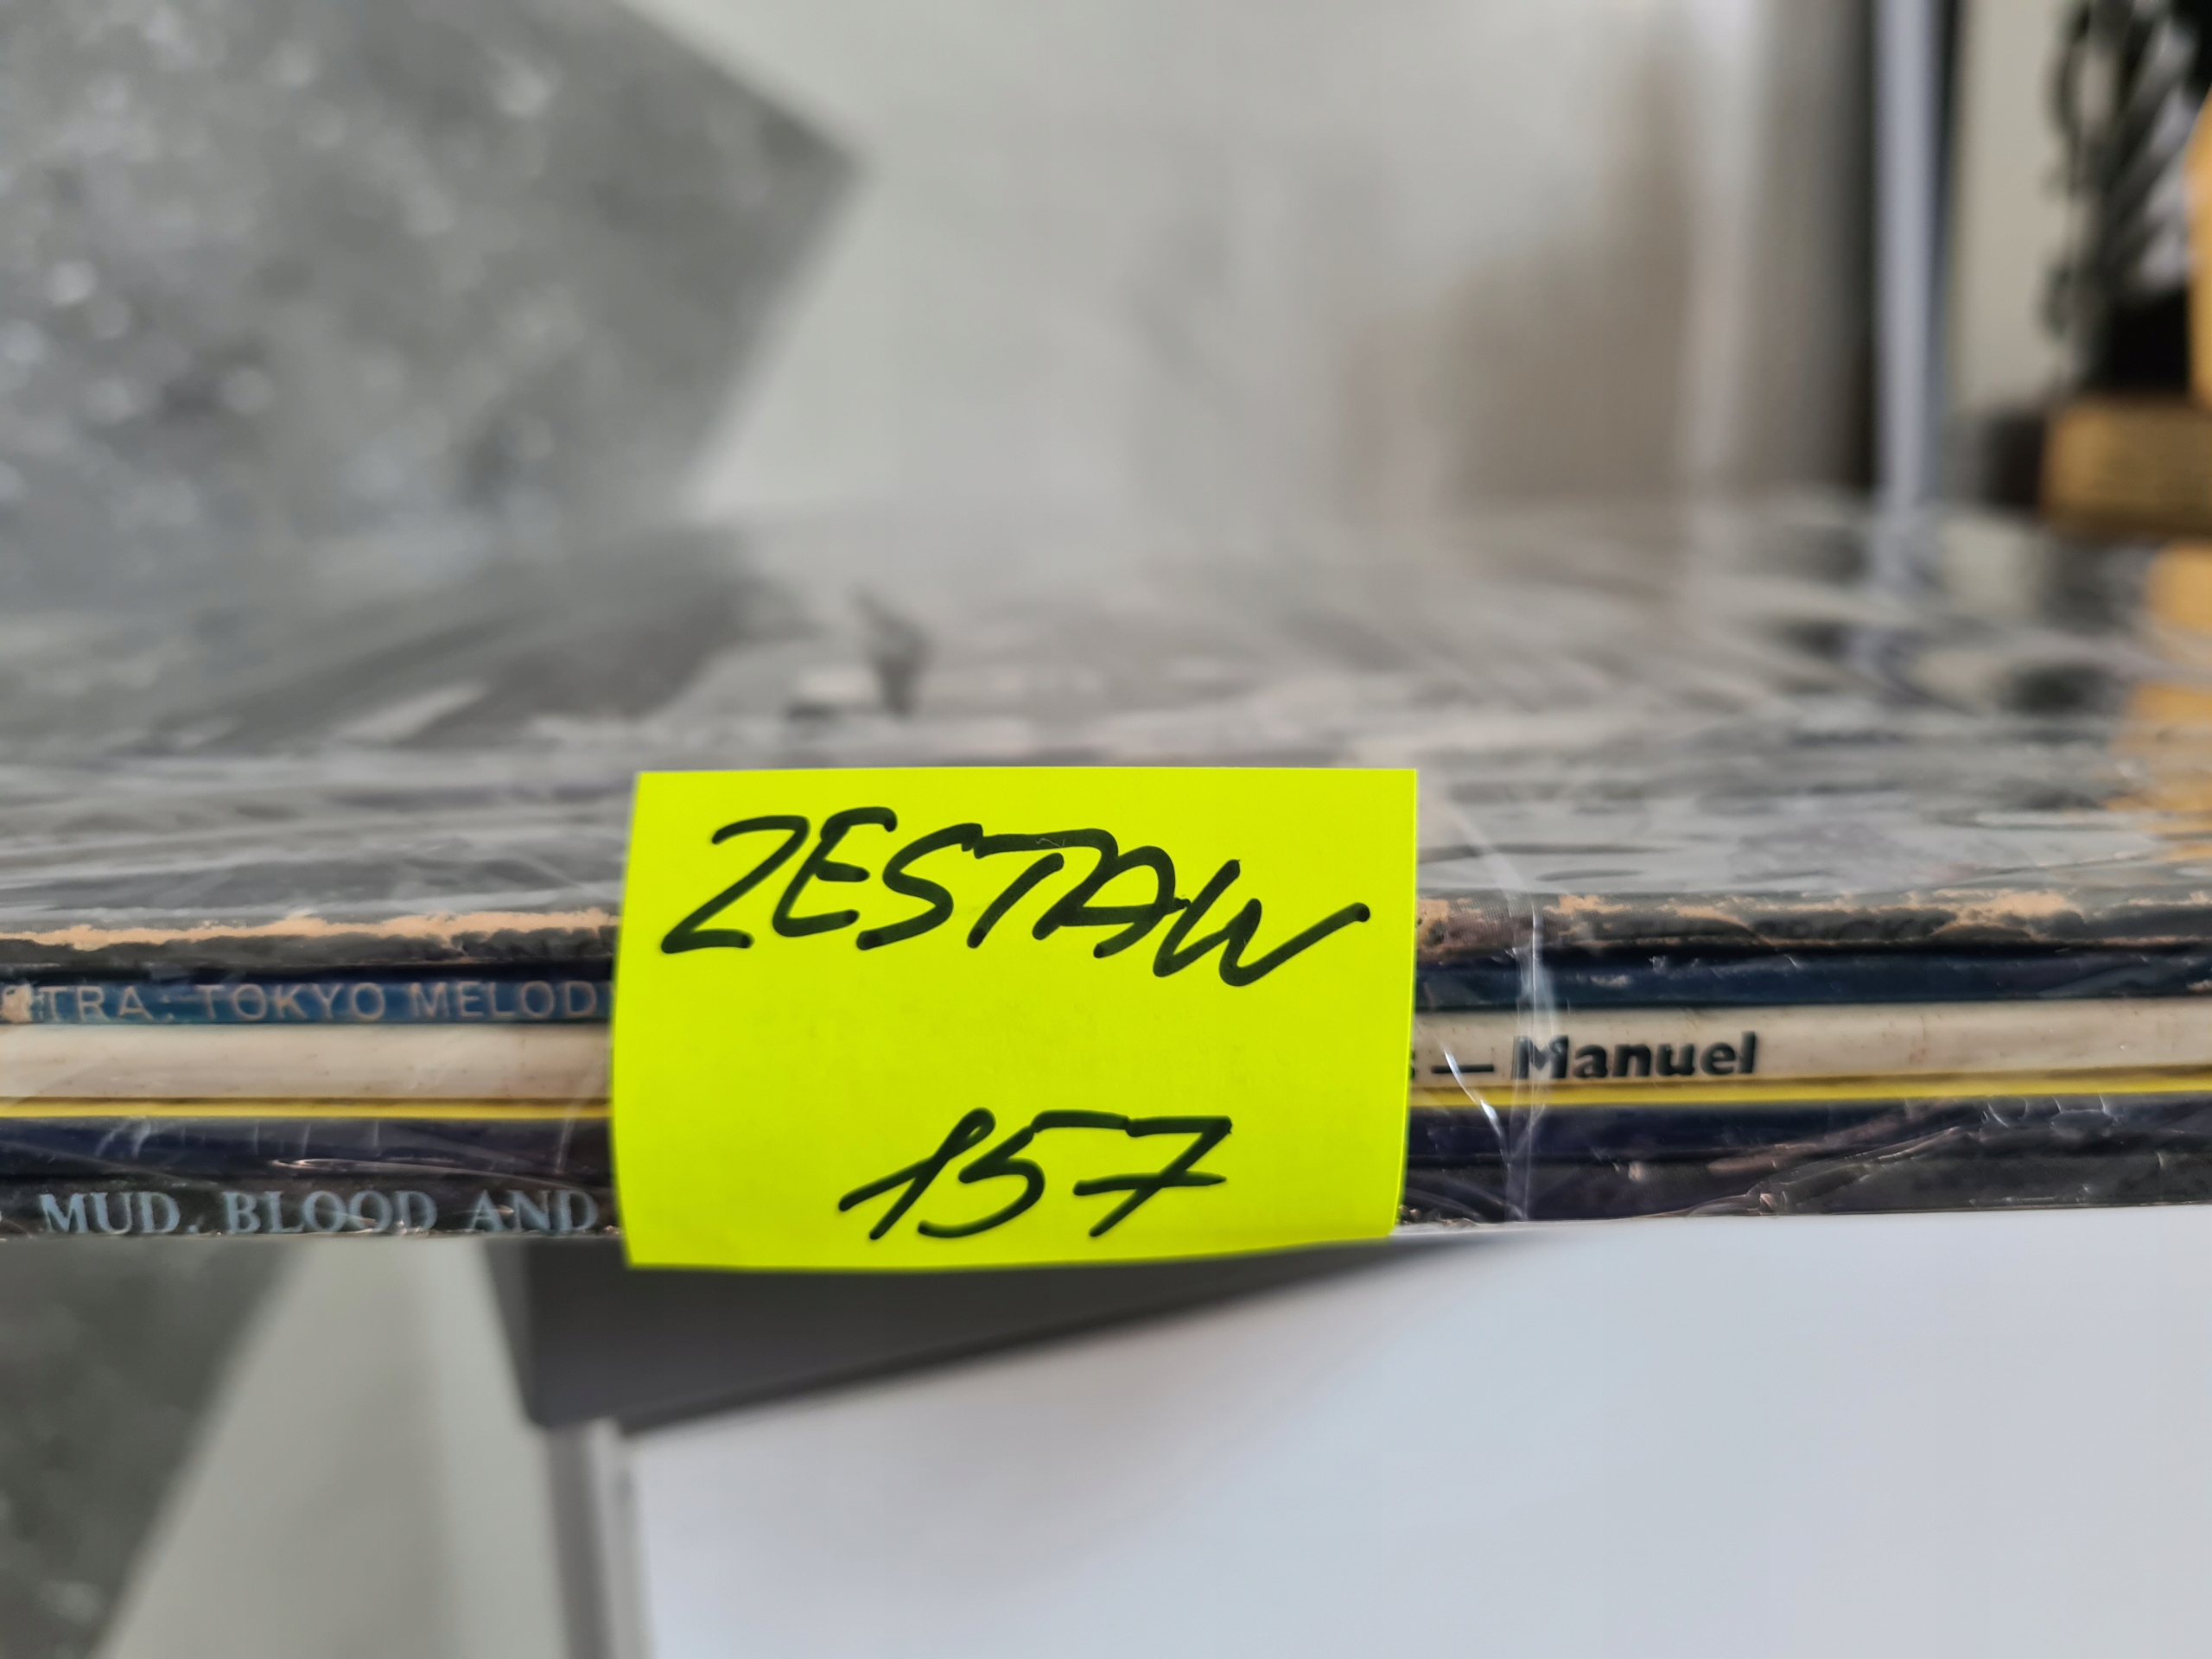 ZESTAW
TRA: TOKYO MELOD
— Manuel
157
MUD, BLOOD AND